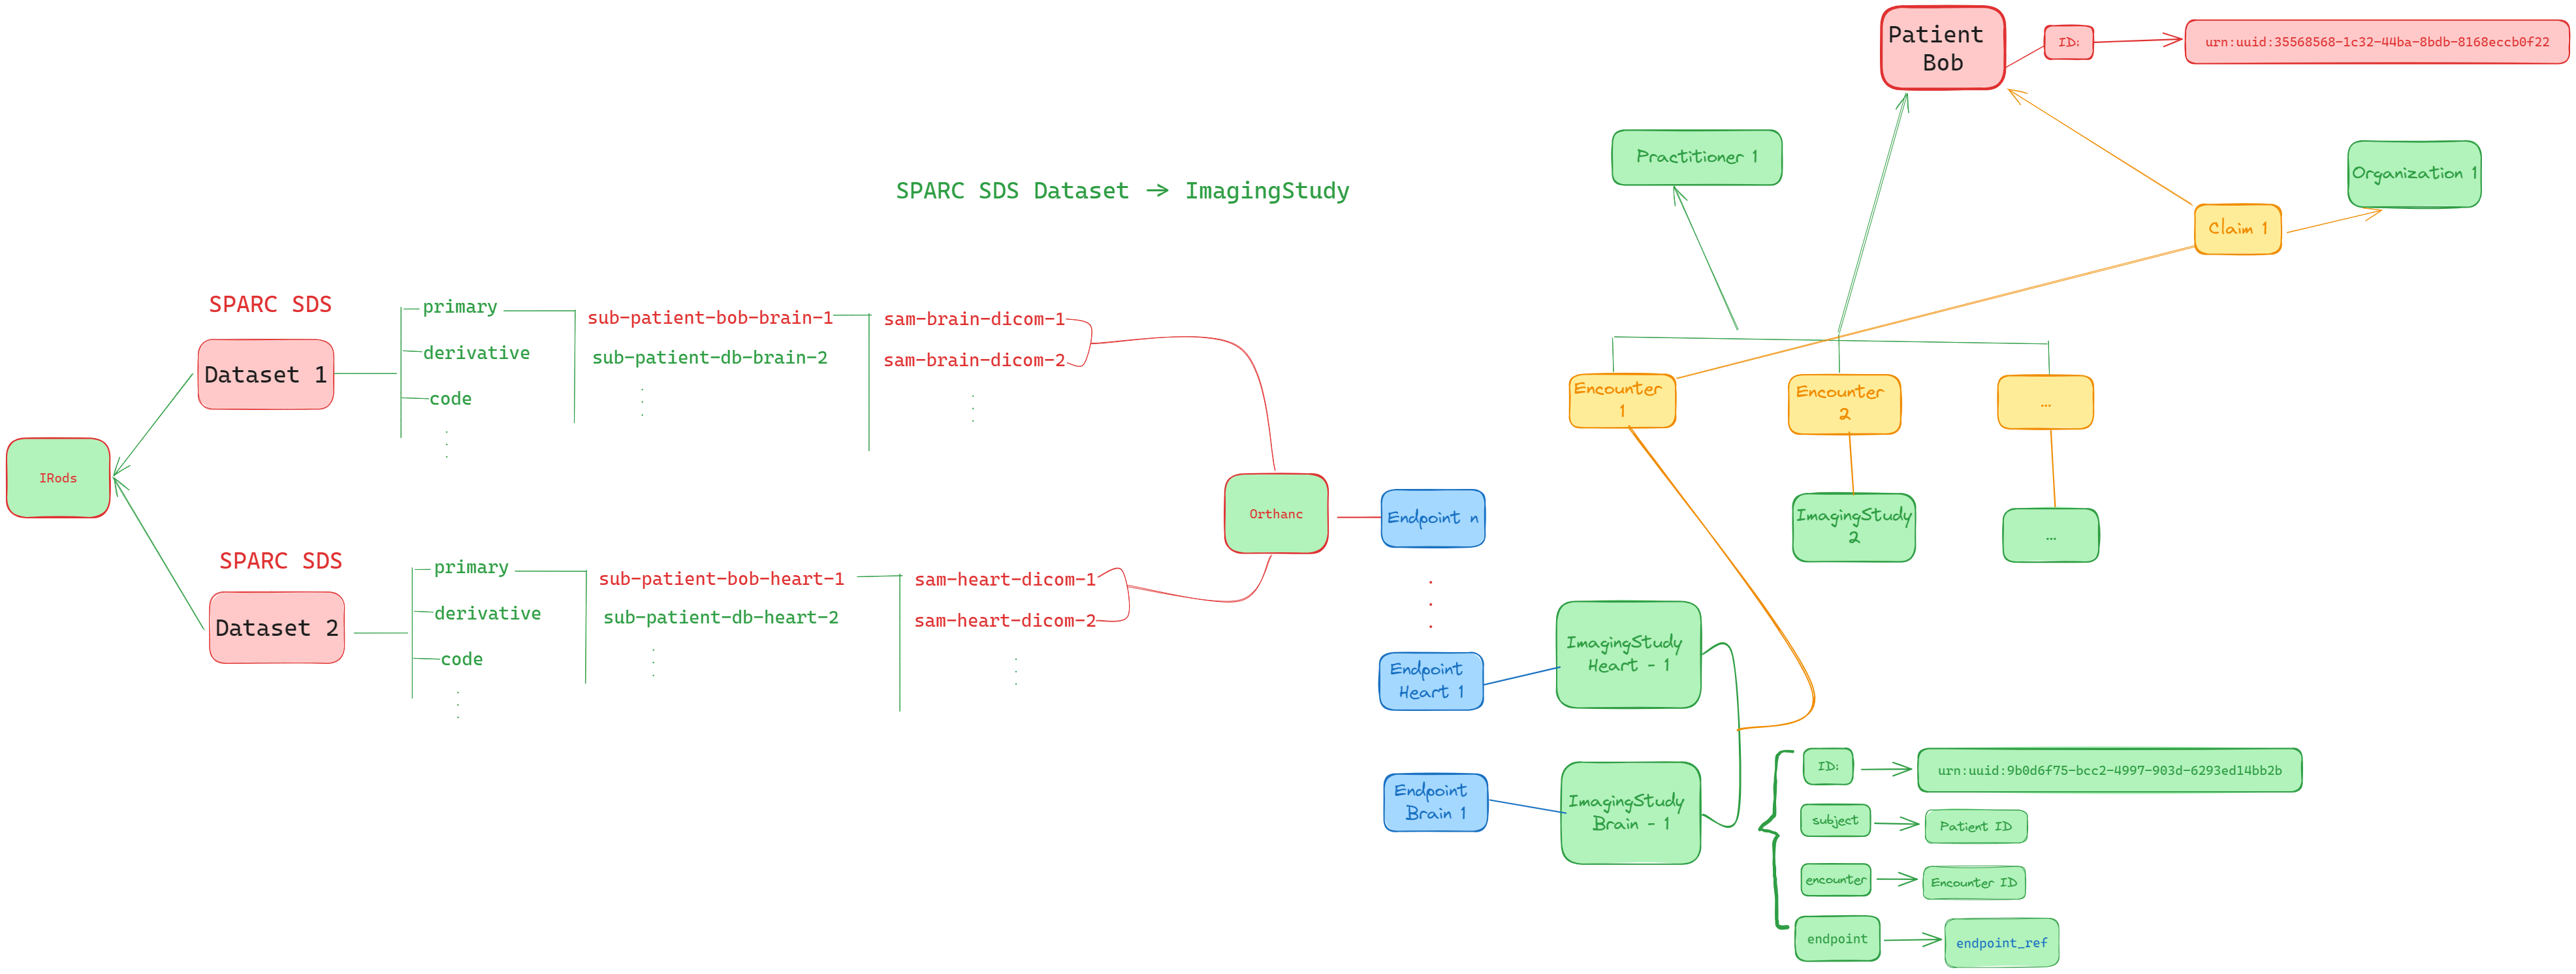 Patient
Bob
ID:
urn:uuid:35568568-1c32-44ba-8bdb-8168eccb0f22
Practitioner 1
Organization 1
SPARC SDS Dataset -> ImagingStudy
Claim 1
SPARC SDS
Dataset 1
primary
derivative
code
sub-patient-bob-brain-1
sub-patient-db-brain-2
sam-brain-dicom-1
sam-brain-dicom-2
Encounter
1
Encounter
2
...
IRods
Orthanc
Endpoint n
ImagingStudy
2
...
SPARC SDS
Dataset 2
primary
derivative
code
sub-patient-bob-heart-1
sub-patient-db-heart-2
sam-heart-dicom-1
sam-heart-dicom-2
Endpoint
Heart 1
ImagingStudy
Heart - 1
Endpoint
Brain 1
ImagingStudy
Brain - 1
ID:
urn:uuid:9b0d6f75-bcc2-4997-903d-6293ed14bb2b
subject
Patient ID
encounter
Encounter ID
endpoint
endpoint_ref